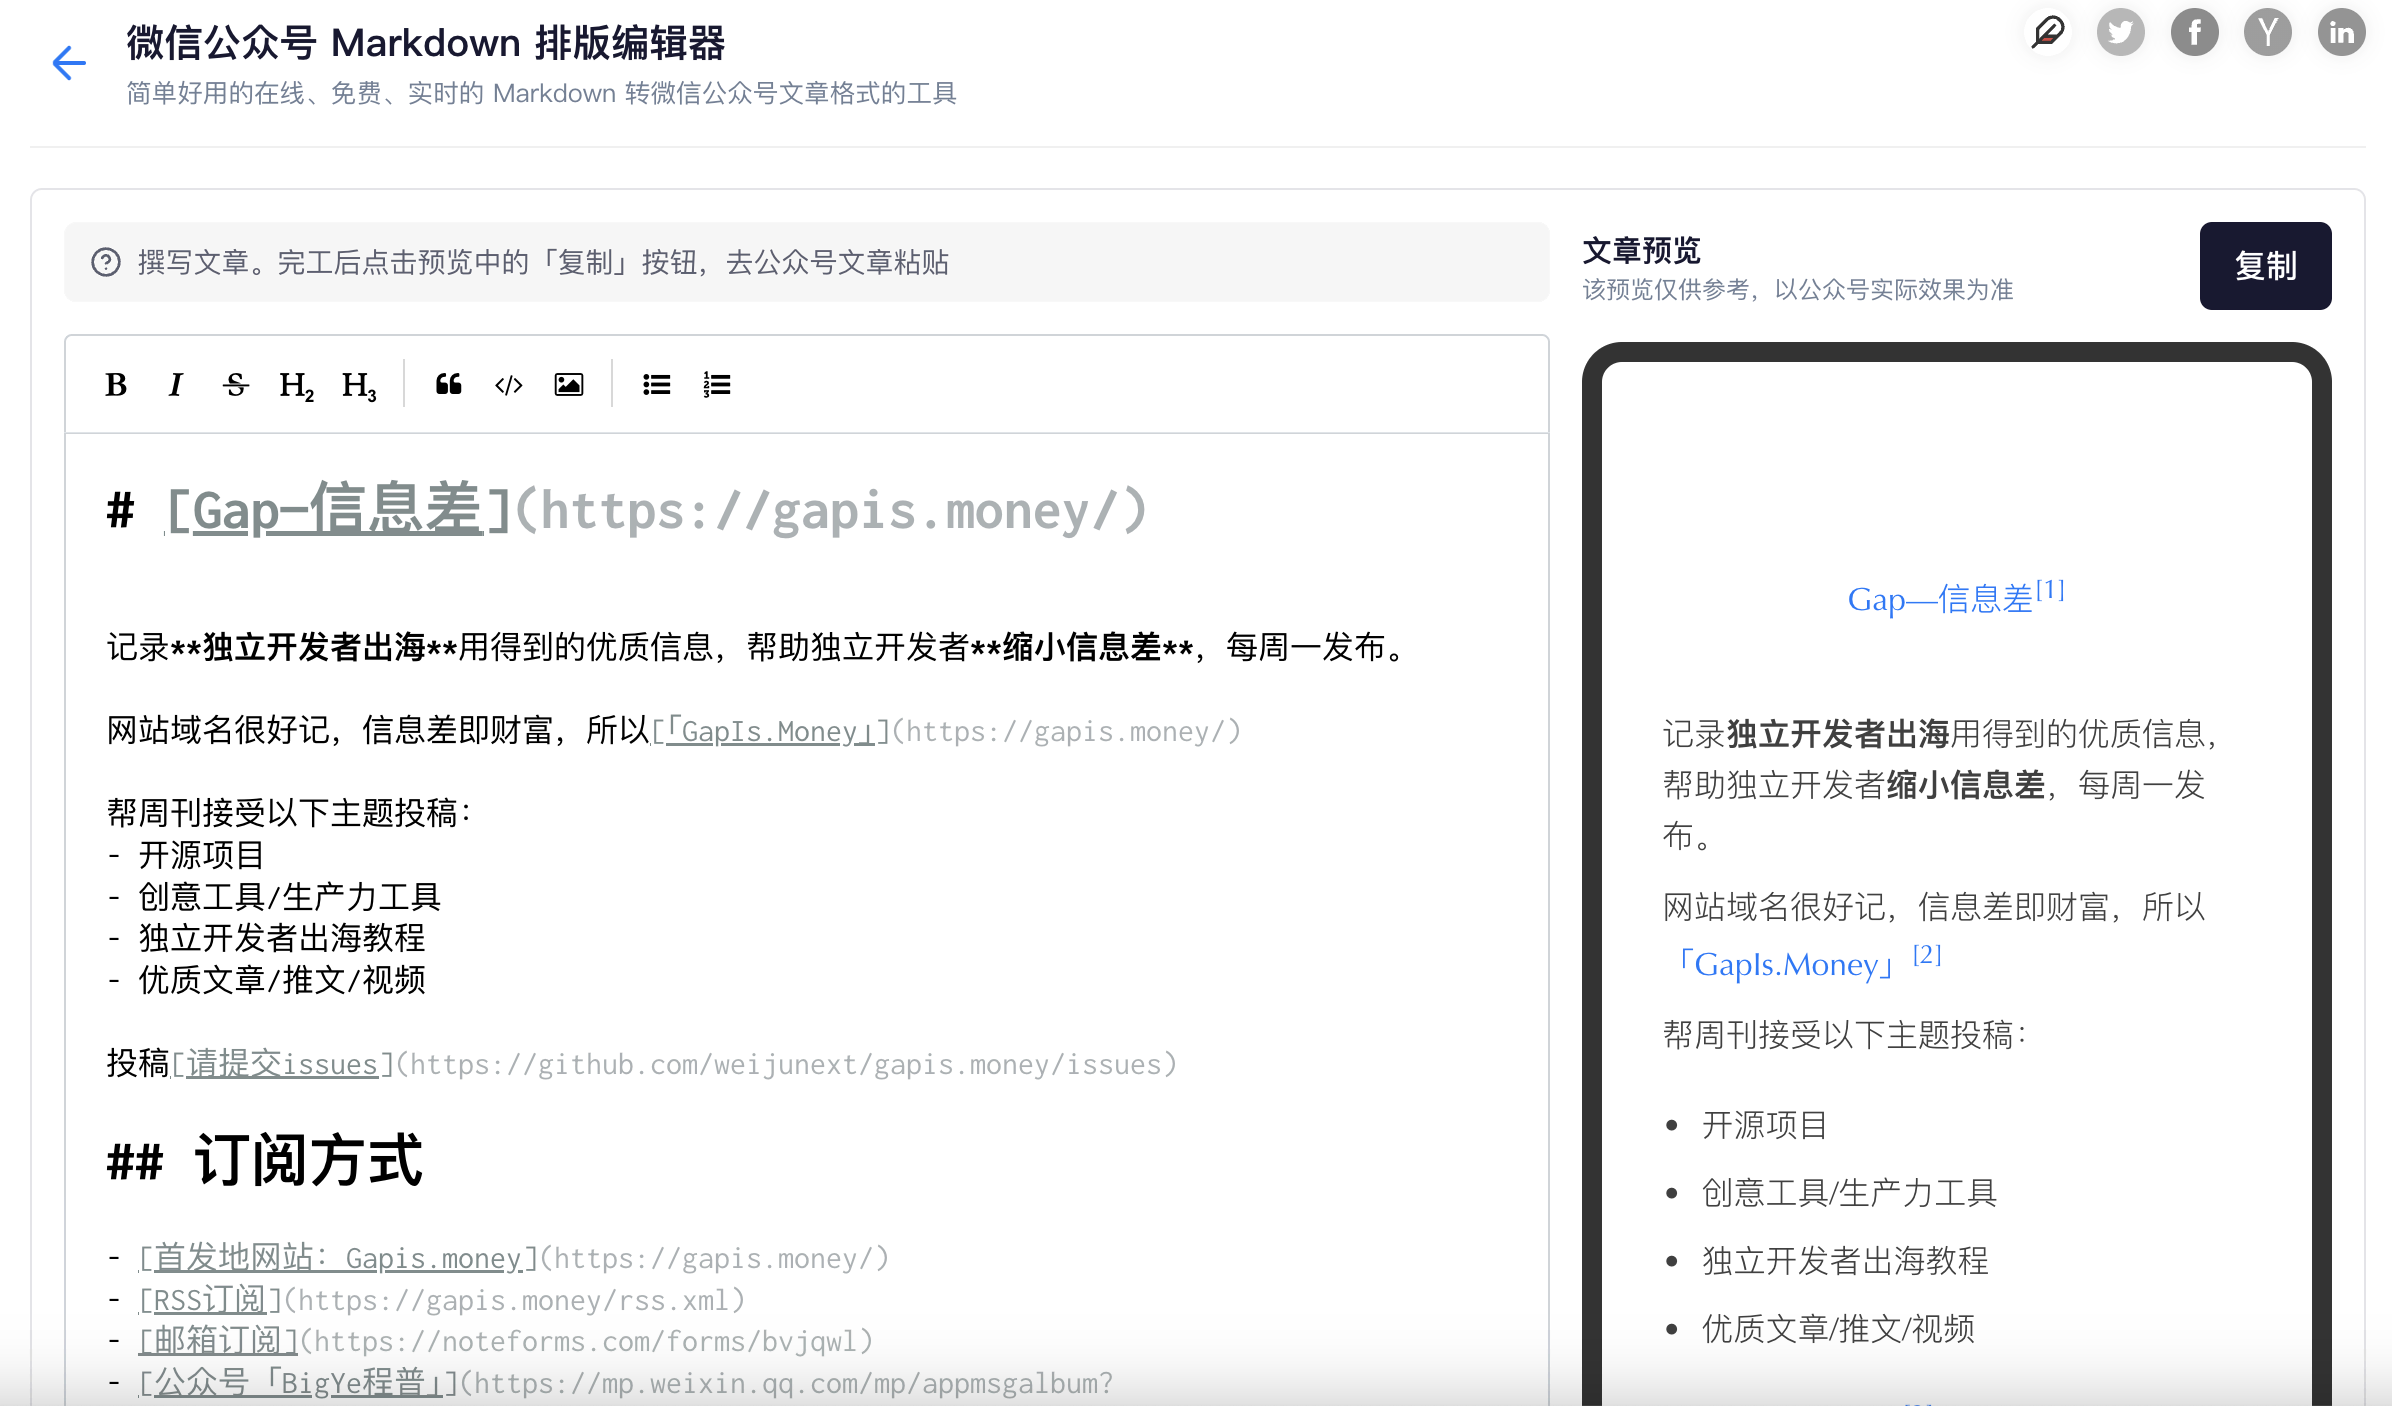 微信公众号 Markdown 排版编辑器
简单好用的在线、免费、实时的 Markdown 转微信公众号文章格式的工具
撰写文章。完工后点击预览中的「复制」按钮，去公众号文章粘贴
B I S H2 H3
# [Gap—信息差](https://gapis.money/)
记录**独立开发者出海**用得到的优质信息，帮助独立开发者**缩小信息差**，每周一发布。
网站域名很好记，信息差即财富，所以[「GapIs.Money」](https://gapis.money/)
帮周刊接受以下主题投稿：
- 开源项目
- 创意工具/生产力工具
- 独立开发者出海教程
- 优质文章/推文/视频
投稿[请提交issues](https://github.com/weijunext/gapis.money/issues)
## 订阅方式
- [首发地网站：Gapis.money](https://gapis.money/)
- [RSS订阅](https://gapis.money/rss.xml)
- [邮箱订阅](https://noteforms.com/forms/bvjqwl)
- [公众号「BigYe程普」](https://mp.weixin.qq.com/mp/appmsgalbum?
文章预览
该预览仅供参考，以公众号实际效果为准
复制
Gap—信息差[1]
记录独立开发者出海用得到的优质信息，
帮助独立开发者缩小信息差，每周一发
布。
网站域名很好记，信息差即财富，所以
「GapIs.Money」[2]
帮周刊接受以下主题投稿：
• 开源项目
• 创意工具/生产力工具
• 独立开发者出海教程
• 优质文章/推文/视频